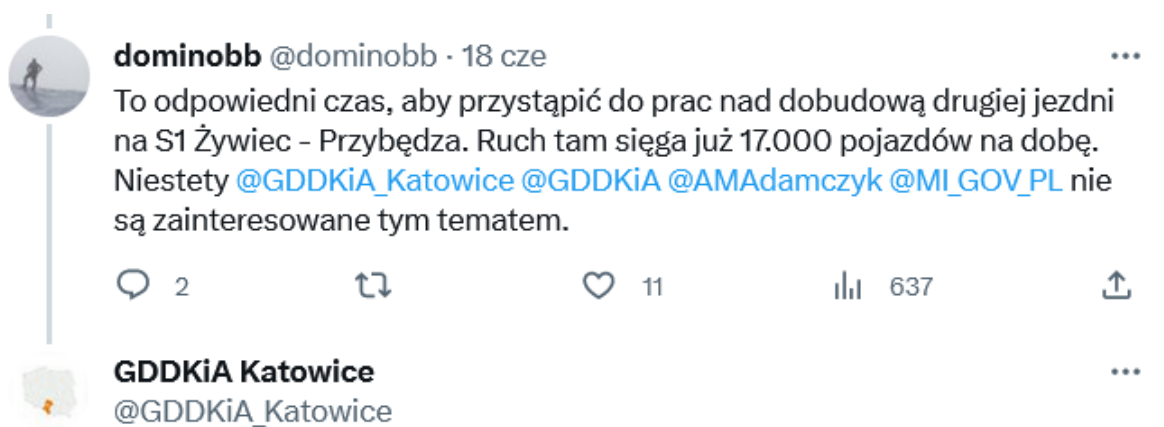 dominobb @dominobb · 18 cze
To odpowiedni czas, aby przystąpić do prac nad dobudową drugiej jezdni
na S1 Żywiec - Przybędza. Ruch tam sięga już 17.000 pojazdów na dobę.
Niestety @GDDKiA_Katowice @GDDKiA @AMAdamczyk @MI_GOV_PL nie
są zainteresowane tym tematem.
2 11 637
GDDKiA Katowice
@GDDKiA_Katowice